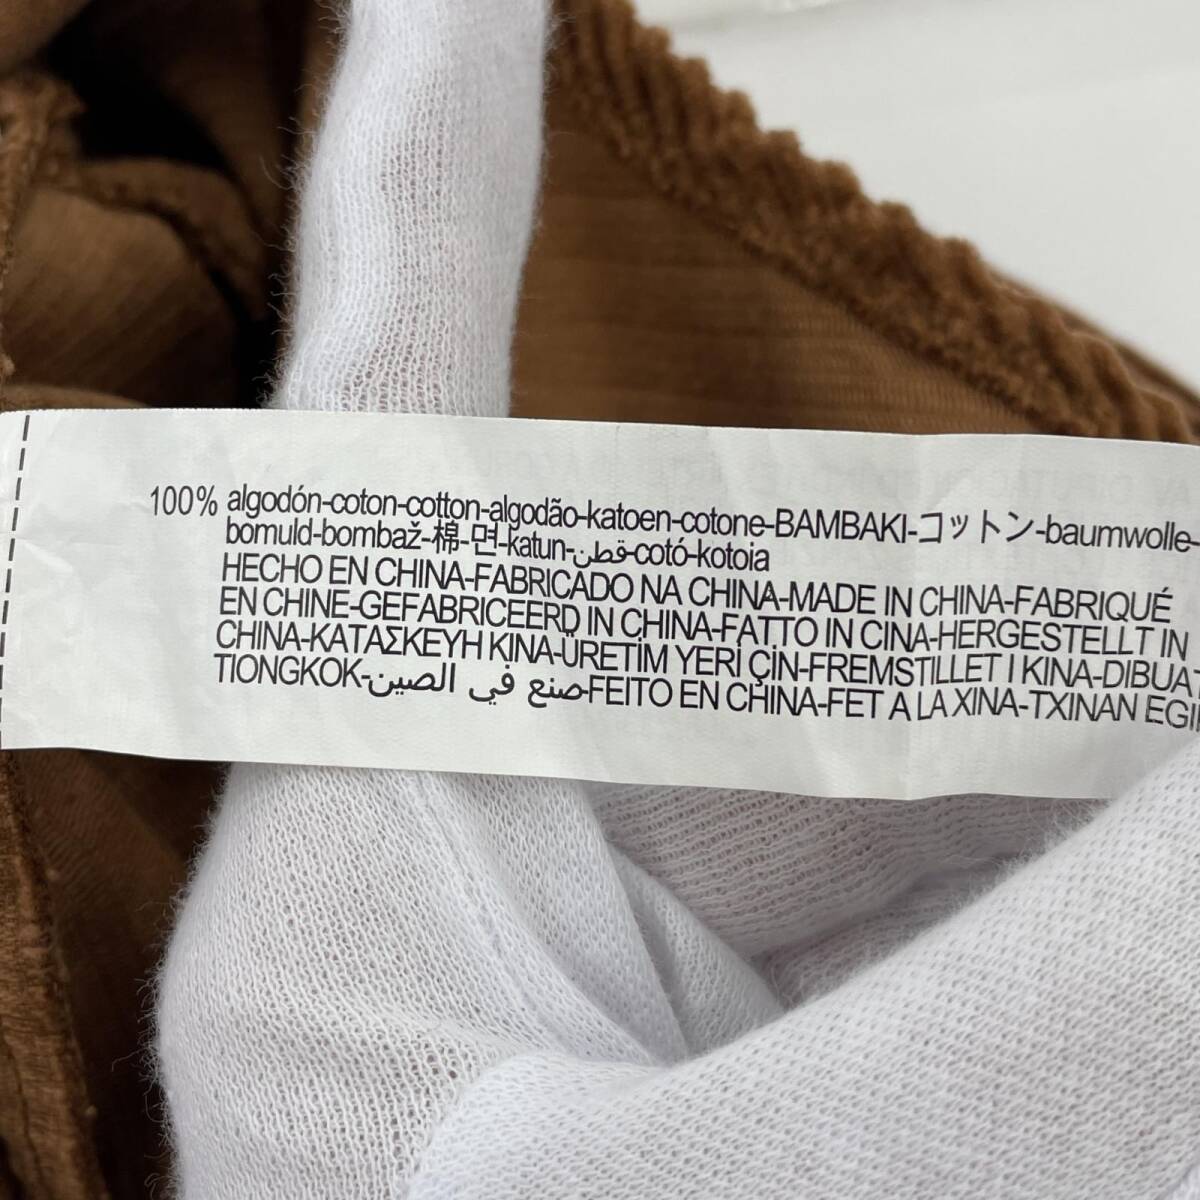 100% algodón-coton-cotton-algodão-katoen-cotone-BAMBAKI-コットン-baumwolle-
bomuld-bombaž-棉-면-katun-قطن-cotó-kotoia
HECHO EN CHINA-FABRICADO NA CHINA-MADE IN CHINA-FABRIQUÉ
EN CHINE-GEFABRICEERD IN CHINA-FATTO IN CINA-HERGESTELLT IN
CHINA-ΚΑΤΑΣΚΕΥΗ ΚΙΝΑ-ÜRETİM YERİ ÇİN-FREMSTILLET I KINA-DIBUAT
TIONGKOK-صنع في الصين-FEITO EN CHINA-FET A LA XINA-TXINAN